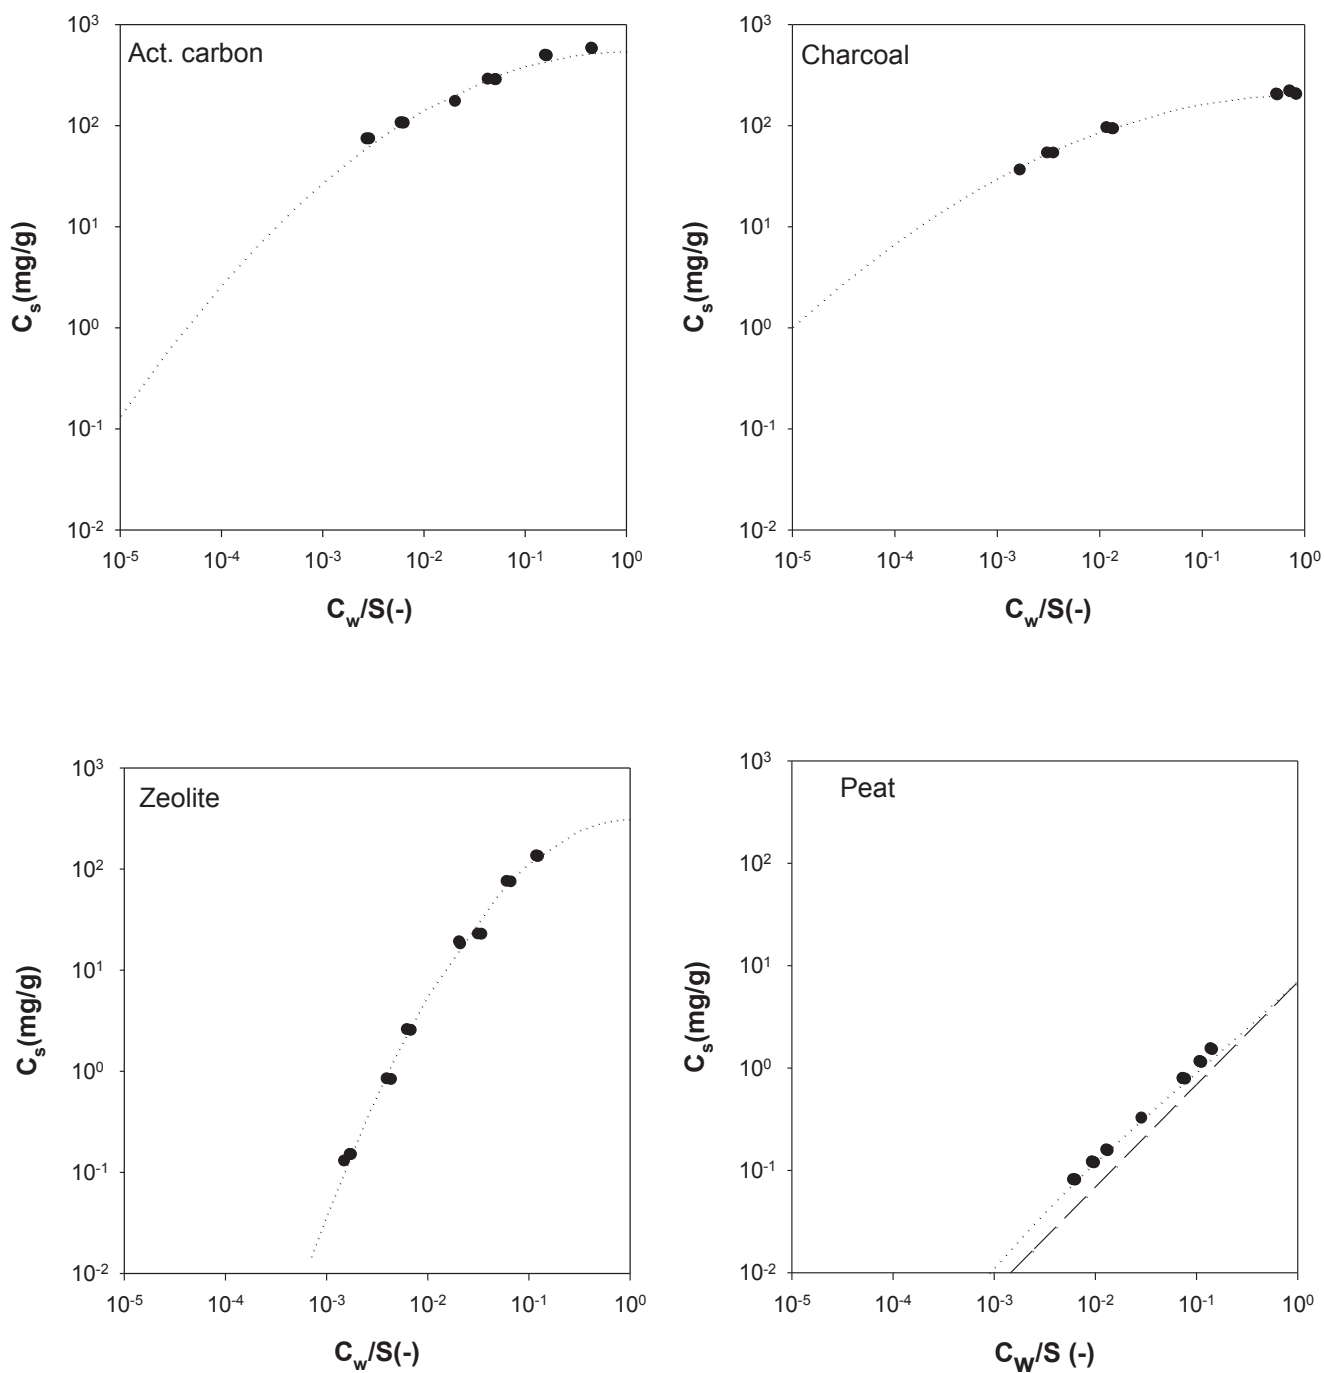 Act. carbon
C_s(mg/g)
10³
10²
10¹
10⁰
10⁻¹
10⁻²
10⁻⁵ 10⁻⁴ 10⁻³ 10⁻² 10⁻¹ 10⁰
C_w/S(-)
Charcoal
C_s(mg/g)
10³
10²
10¹
10⁰
10⁻¹
10⁻²
10⁻⁵ 10⁻⁴ 10⁻³ 10⁻² 10⁻¹ 10⁰
C_w/S(-)
Zeolite
C_s(mg/g)
10³
10²
10¹
10⁰
10⁻¹
10⁻²
10⁻⁵ 10⁻⁴ 10⁻³ 10⁻² 10⁻¹ 10⁰
C_w/S(-)
Peat
C_s(mg/g)
10³
10²
10¹
10⁰
10⁻¹
10⁻²
10⁻⁵ 10⁻⁴ 10⁻³ 10⁻² 10⁻¹ 10⁰
C_W/S (-)